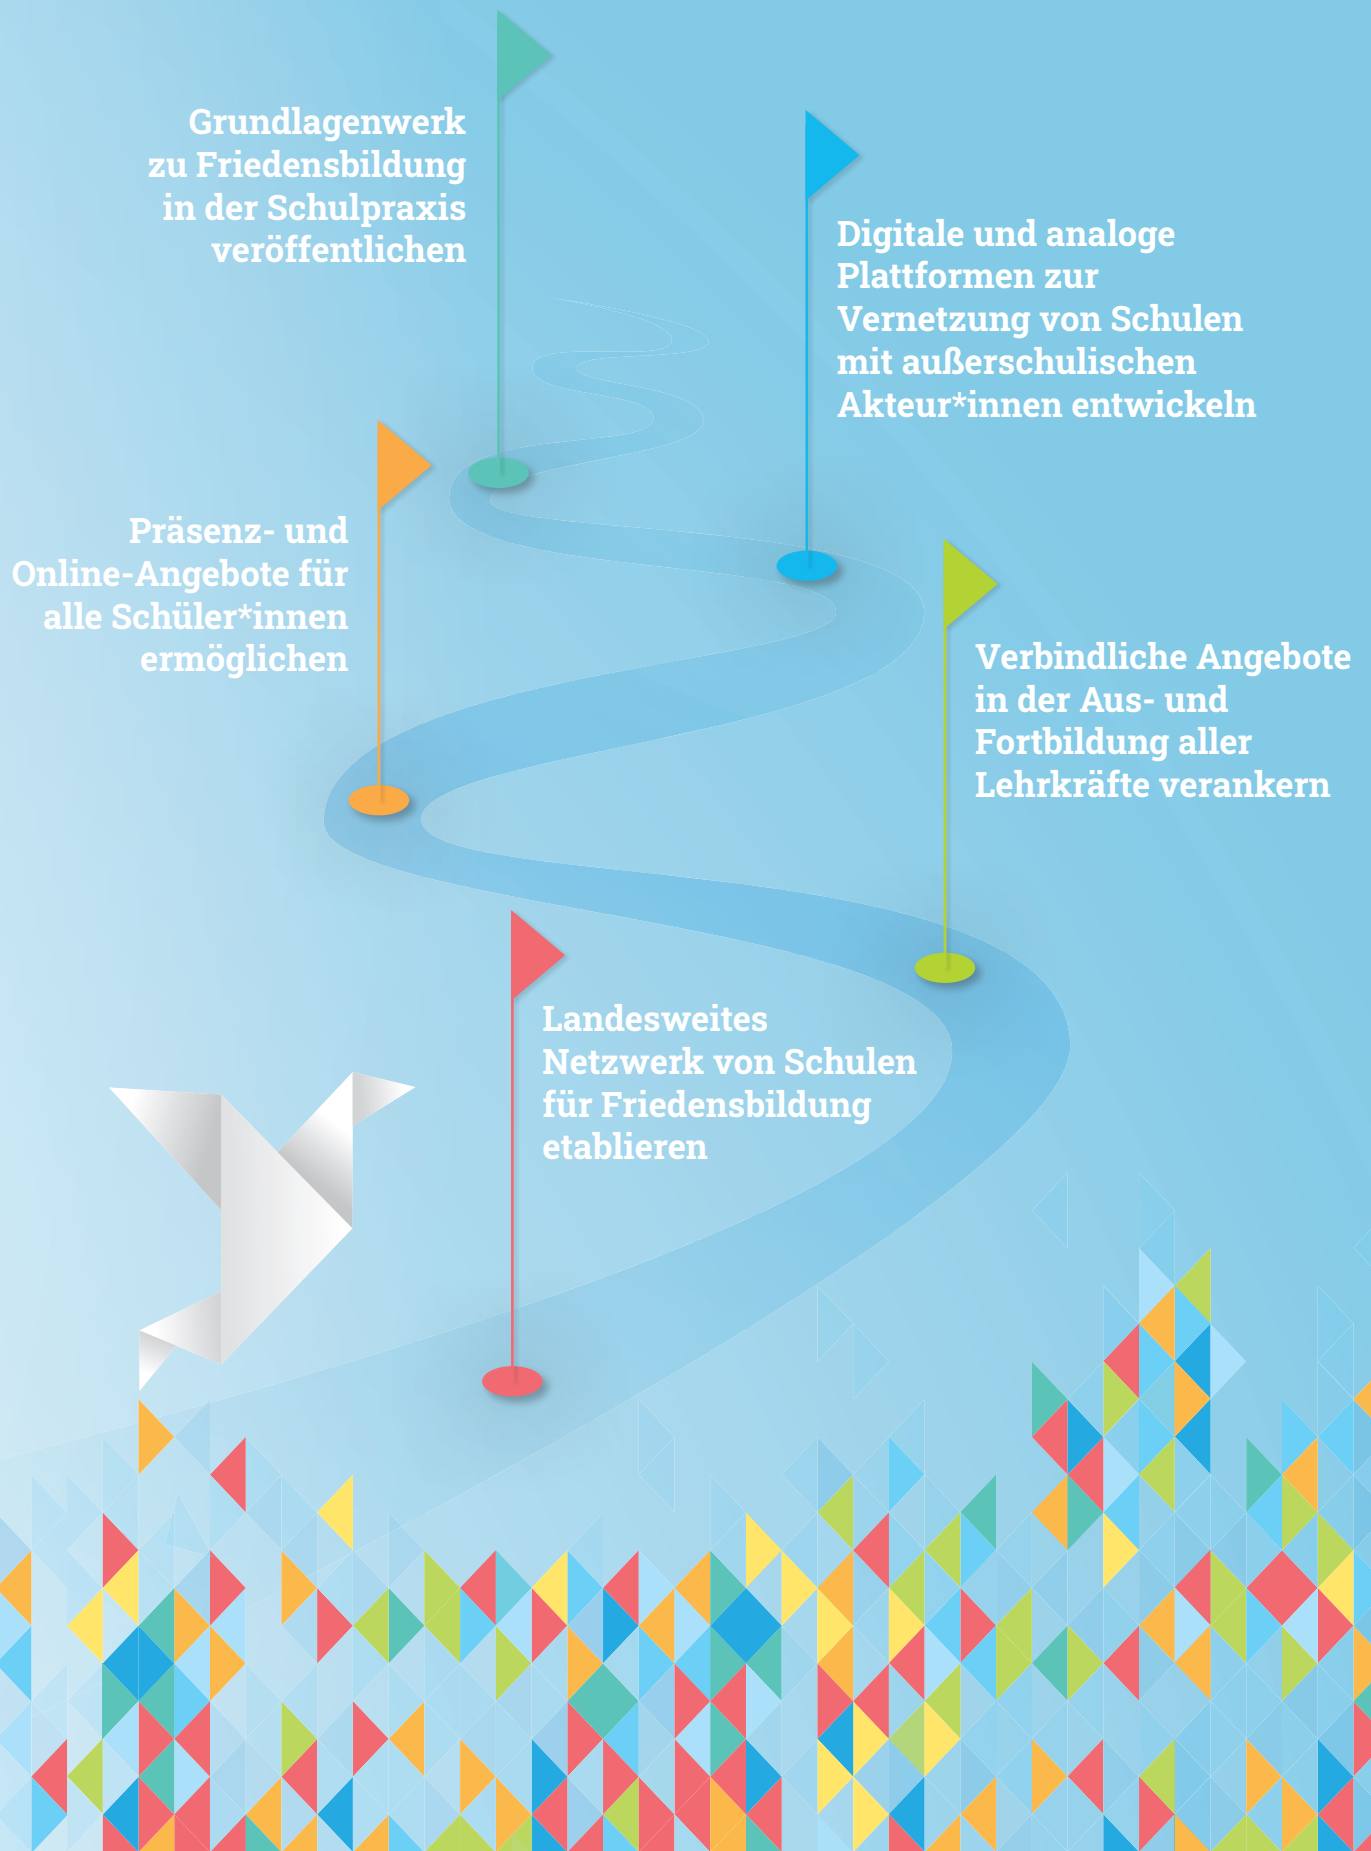 Grundlagenwerk
zu Friedensbildung
in der Schulpraxis
veröffentlichen
Digitale und analoge
Plattformen zur
Vernetzung von Schulen
mit außerschulischen
Akteur*innen entwickeln
Präsenz- und
Online-Angebote für
alle Schüler*innen
ermöglichen
Verbindliche Angebote
in der Aus- und
Fortbildung aller
Lehrkräfte verankern
Landesweites
Netzwerk von Schulen
für Friedensbildung
etablieren